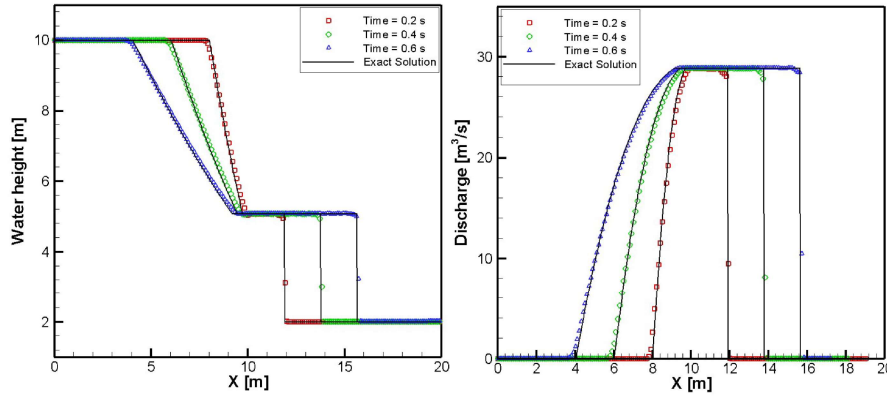 Time = 0.2 s
Time = 0.4 s
Time = 0.6 s
Exact Solution
10
8
6
4
2
Water height [m]
0 5 10 15 20
X [m]
Time = 0.2 s
Time = 0.4 s
Time = 0.6 s
Exact Solution
30
20
10
0
Discharge [m³/s]
0 2 4 6 8 10 12 14 16 18 20
X [m]